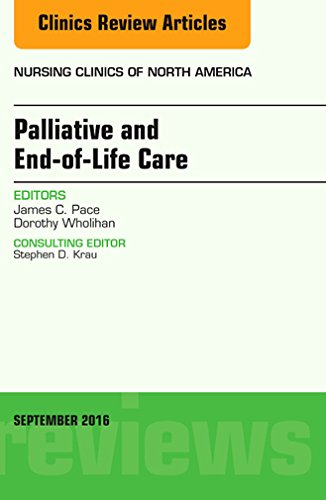 Clinics Review Articles
NURSING CLINICS OF NORTH AMERICA
Palliative and
End-of-Life Care
EDITORS
James C. Pace
Dorothy Wholihan
CONSULTING EDITOR
Stephen D. Krau
SEPTEMBER 2016
reviews